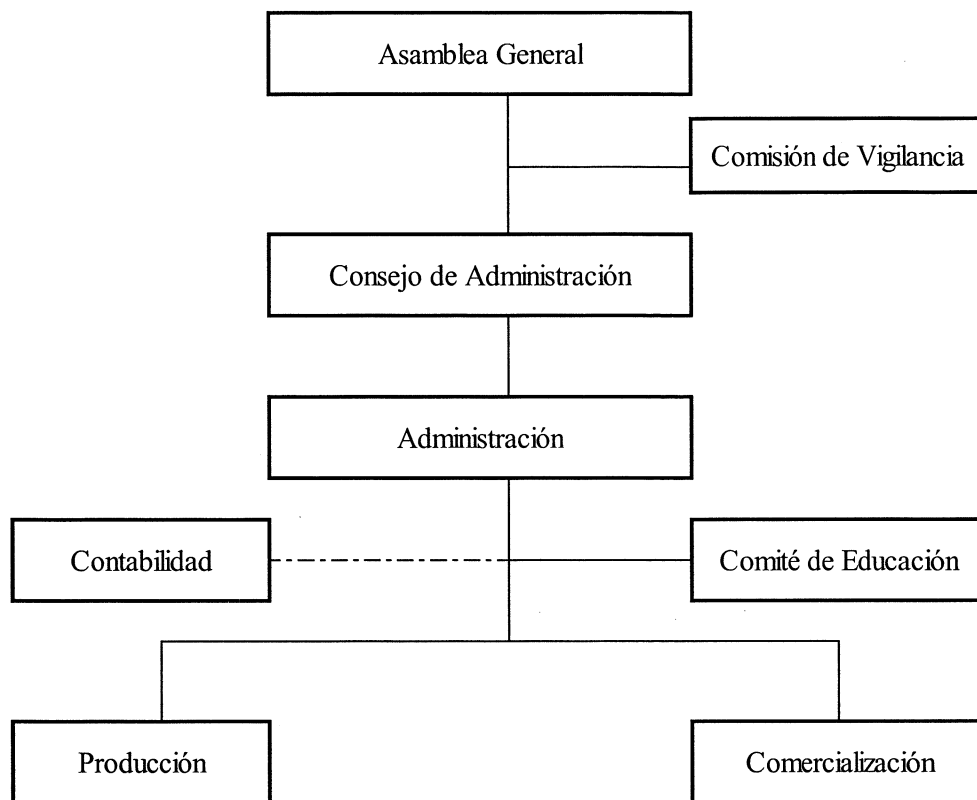 Asamblea General
Comisión de Vigilancia
Consejo de Administración
Administración
Contabilidad
Comité de Educación
Producción
Comercialización